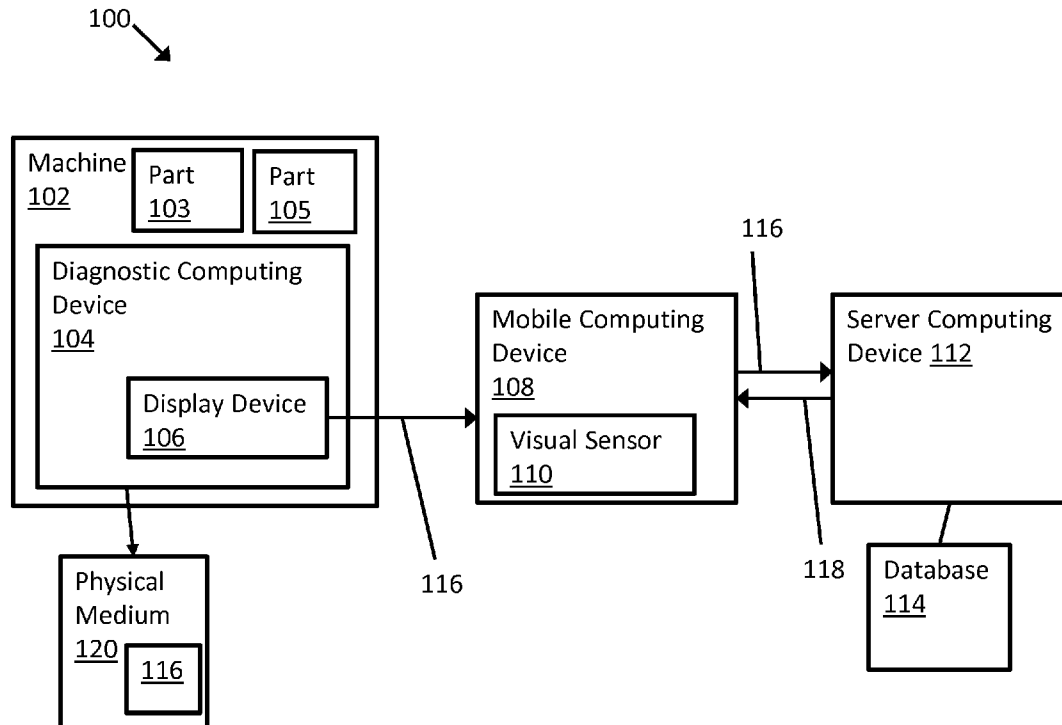 100
Machine
102
Part
103
Part
105
Diagnostic Computing
Device
104
Display Device
106
116
Mobile Computing
Device
108
Visual Sensor
110
116
118
Server Computing
Device 112
Database
114
Physical
Medium
120
116